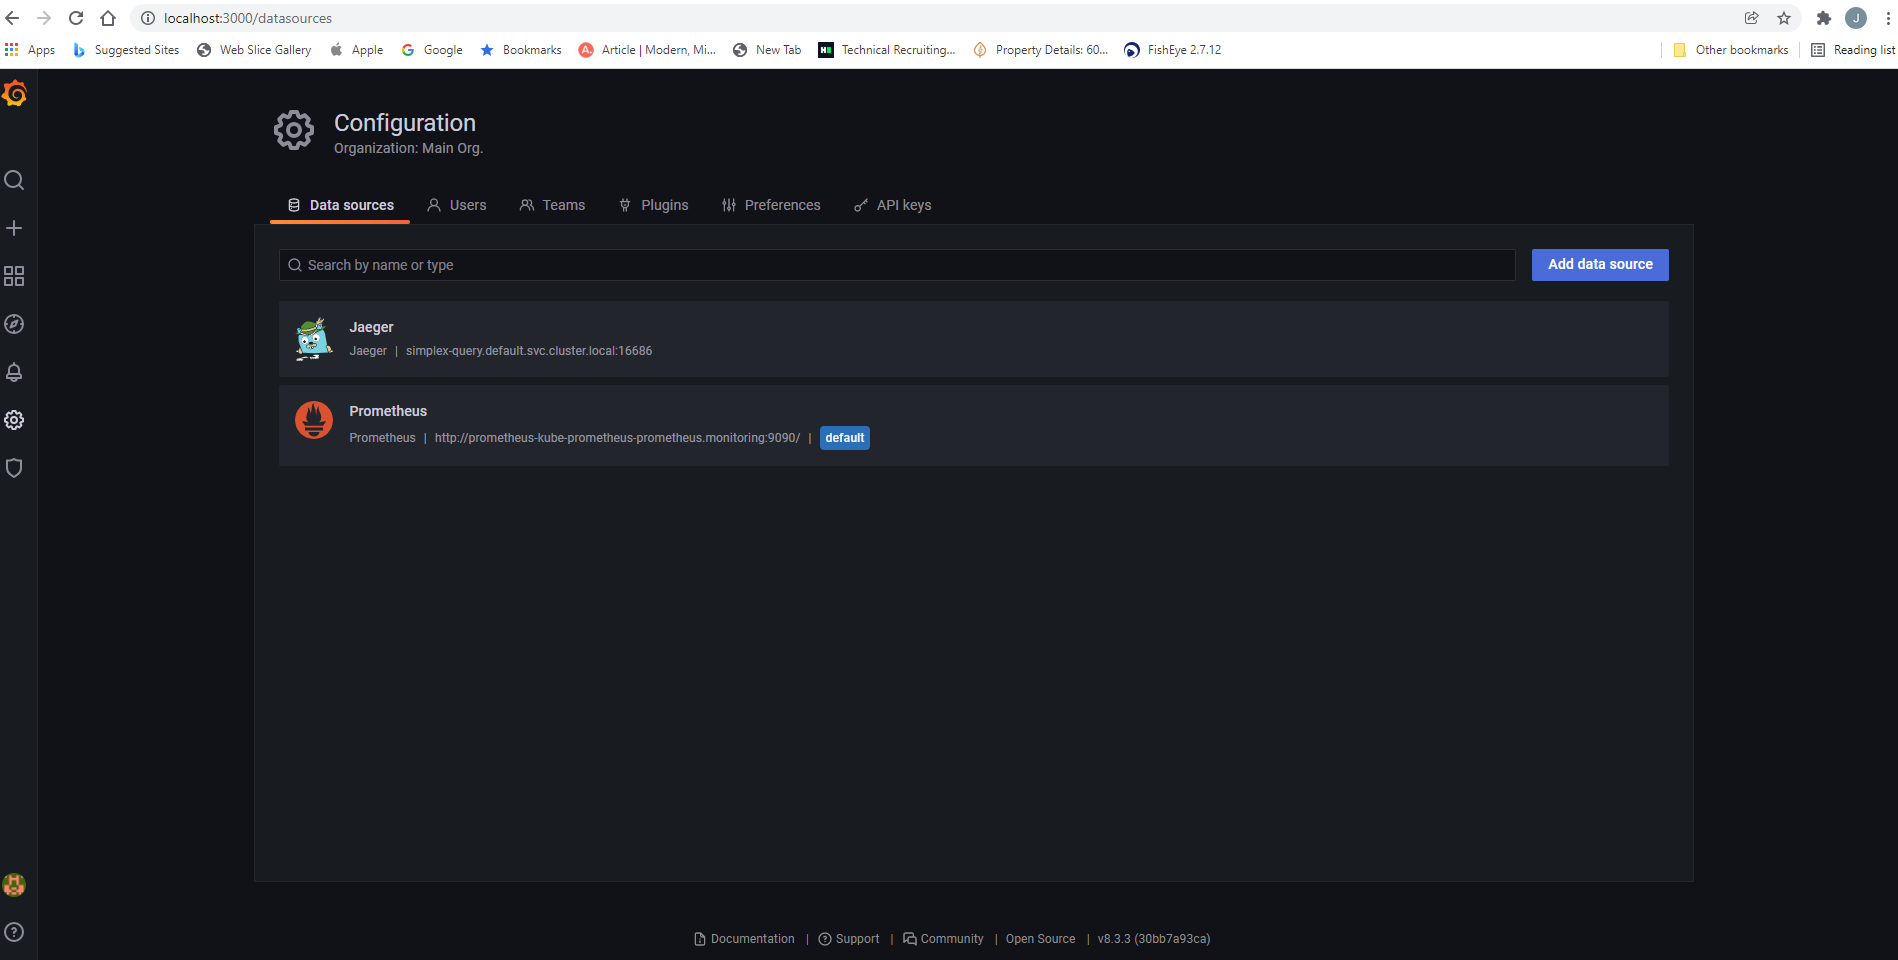 localhost:3000/datasources
J
Apps Suggested Sites Web Slice Gallery Apple Google Bookmarks Article | Modern, Mi... New Tab Technical Recruiting... Property Details: 60... FishEye 2.7.12 Other bookmarks Reading list
Configuration
Organization: Main Org.
Data sources Users Teams Plugins Preferences API keys
Search by name or type
Add data source
Jaeger
Jaeger | simplex-query.default.svc.cluster.local:16686
Prometheus
Prometheus | http://prometheus-kube-prometheus-prometheus.monitoring:9090/ | default
Documentation | Support | Community | Open Source | v8.3.3 (30bb7a93ca)